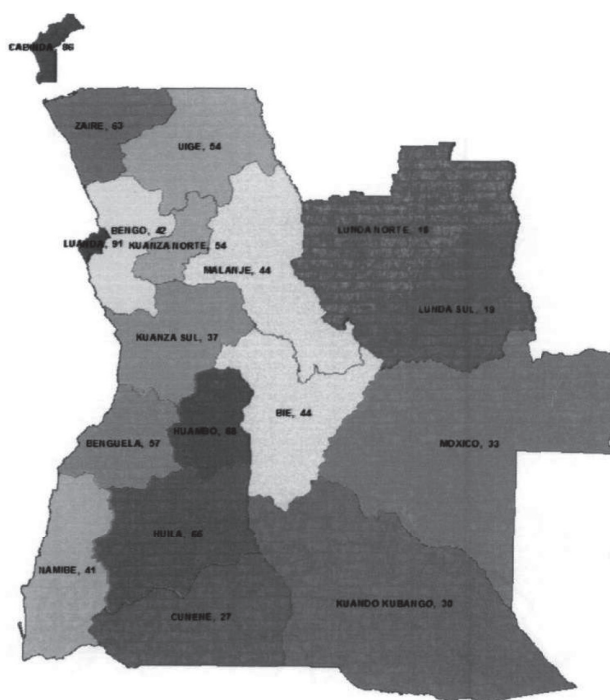 CABINDA, 86
ZAIRE, 63
UIGE, 54
BENGO, 42
LUANDA, 91
KUANZA NORTE, 54
MALANJE, 44
LUNDA NORTE, 18
LUNDA SUL, 19
KUANZA SUL, 37
BIE, 44
HUAMBO, 68
BENGUELA, 57
MOXICO, 33
HUILA, 66
NAMIBE, 41
CUNENE, 27
KUANDO KUBANGO, 30